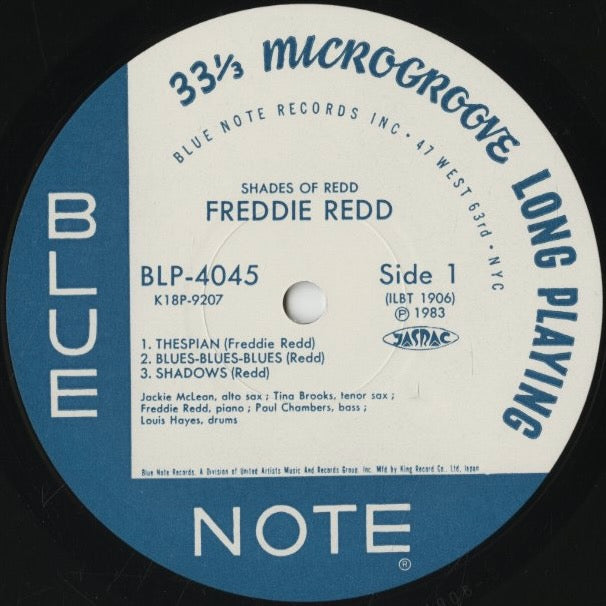 33⅓ MICROGROOVE LONG PLAYING
BLUE NOTE RECORDS INC • 47 WEST 63rd • NYC
SHADES OF REDD
FREDDIE REDD
BLP-4045
K18P-9207
Side 1
(ILBT 1906)
Ⓟ 1983
JASRAC
1. THESPIAN (Freddie Redd)
2. BLUES-BLUES-BLUES (Redd)
3. SHADOWS (Redd)
Jackie McLean, alto sax ; Tina Brooks, tenor sax ;
Freddie Redd, piano ; Paul Chambers, bass ;
Louis Hayes, drums
Blue Note Records, A Division of United Artists Music And Records Group, Inc. Mfd by King Record Co., Ltd, Japan
BLUE
NOTE®